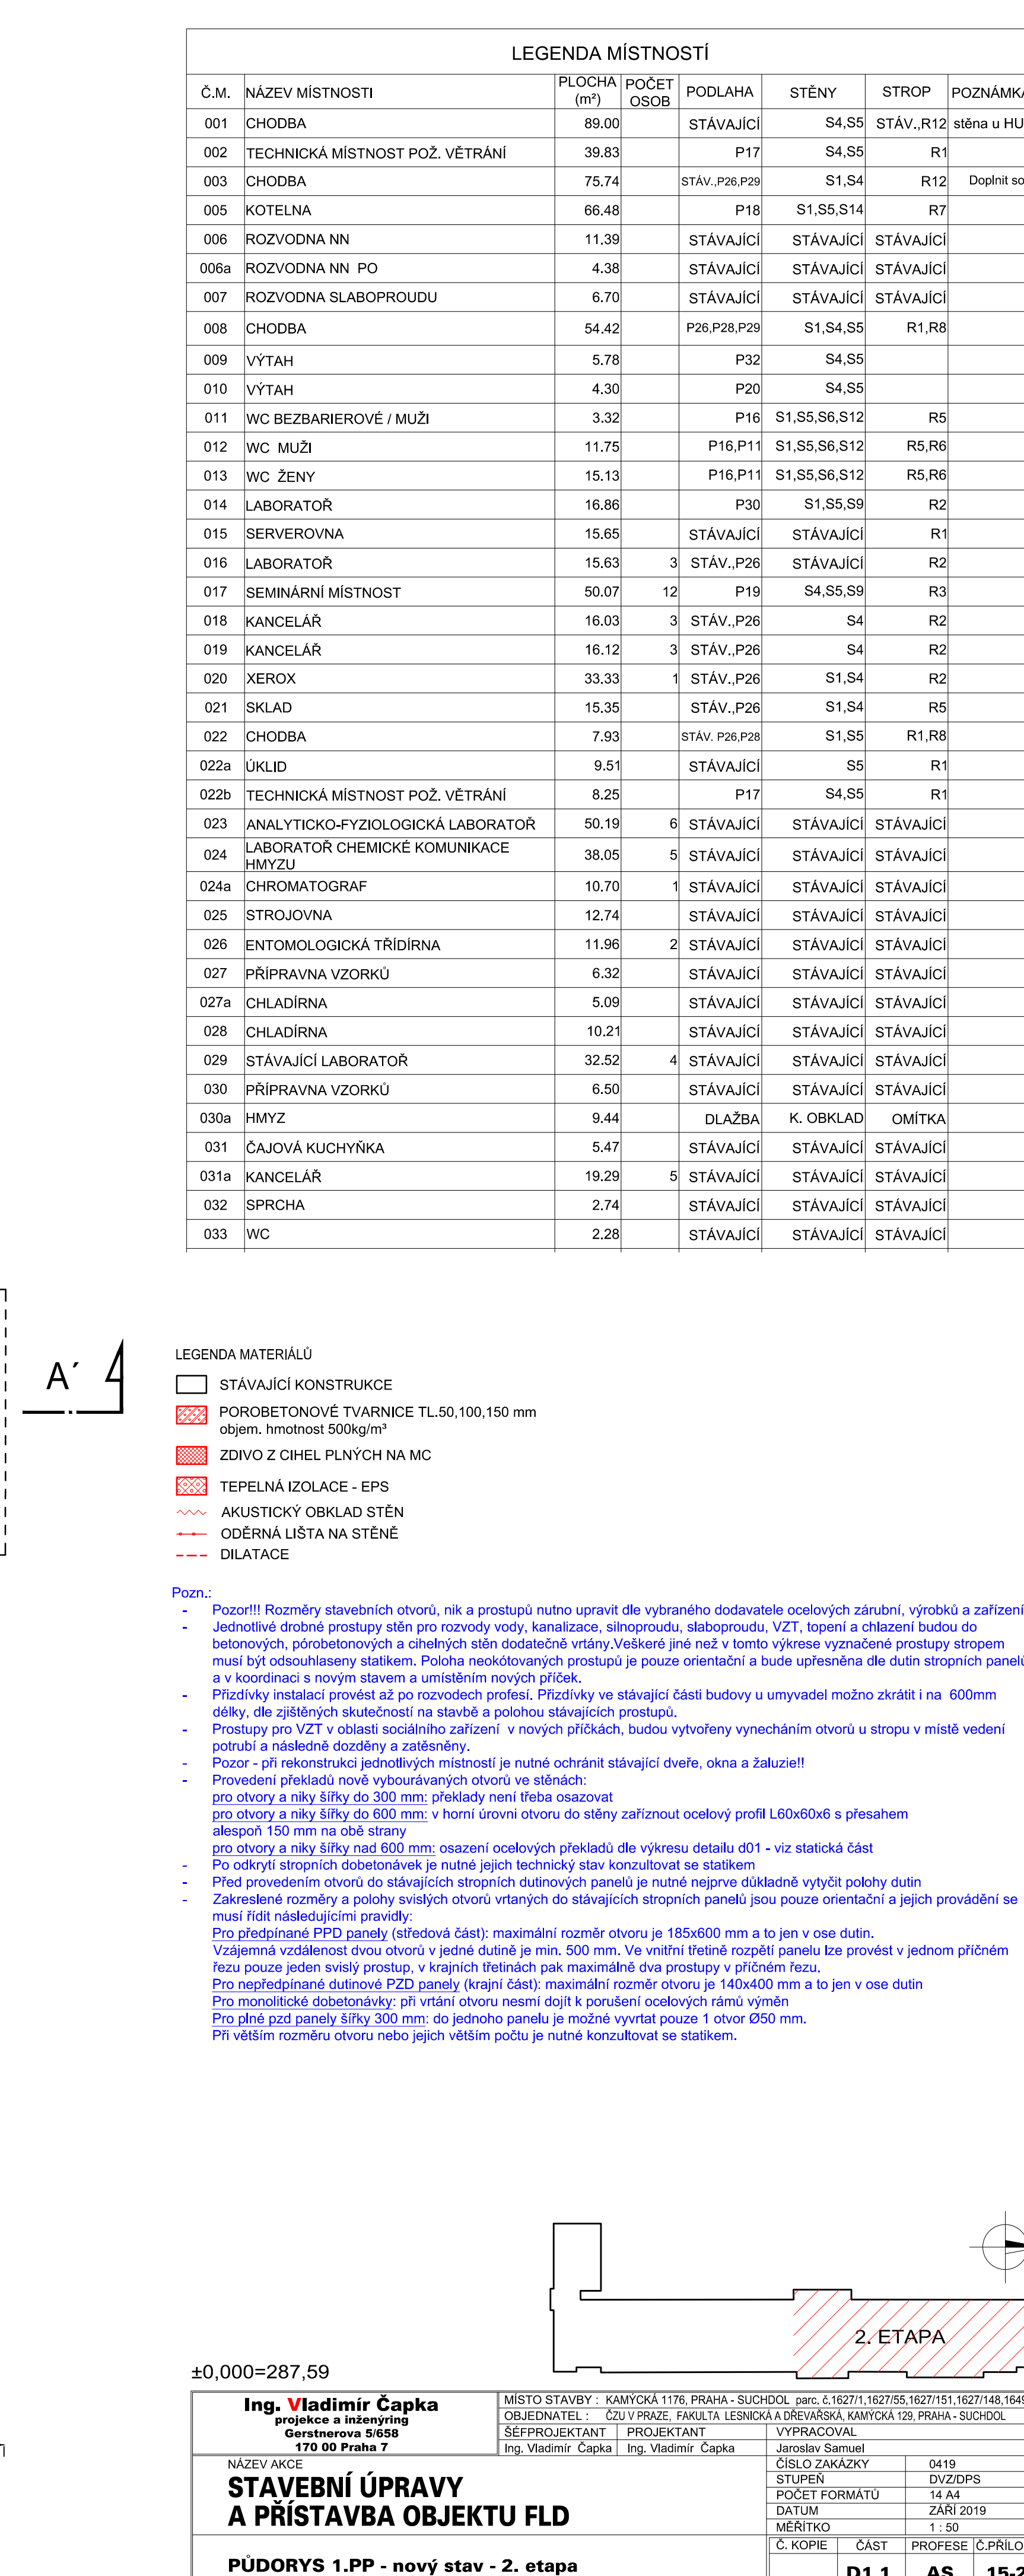 LEGENDA MÍSTNOSTÍ
Č.M. NÁZEV MÍSTNOSTI PLOCHA (m²) POČET OSOB PODLAHA STĚNY STROP POZNÁMKA
001 CHODBA 89.00 STÁVAJÍCÍ S4,S5 STÁV.,R12 stěna u HU
002 TECHNICKÁ MÍSTNOST POŽ. VĚTRÁNÍ 39.83 P17 S4,S5 R1
003 CHODBA 75.74 STÁV.,P26,P29 S1,S4 R12 Doplnit so
005 KOTELNA 66.48 P18 S1,S5,S14 R7
006 ROZVODNA NN 11.39 STÁVAJÍCÍ STÁVAJÍCÍ STÁVAJÍCÍ
006a ROZVODNA NN PO 4.38 STÁVAJÍCÍ STÁVAJÍCÍ STÁVAJÍCÍ
007 ROZVODNA SLABOPROUDU 6.70 STÁVAJÍCÍ STÁVAJÍCÍ STÁVAJÍCÍ
008 CHODBA 54.42 P26,P28,P29 S1,S4,S5 R1,R8
009 VÝTAH 5.78 P32 S4,S5
010 VÝTAH 4.30 P20 S4,S5
011 WC BEZBARIEROVÉ / MUŽI 3.32 P16 S1,S5,S6,S12 R5
012 WC MUŽI 11.75 P16,P11 S1,S5,S6,S12 R5,R6
013 WC ŽENY 15.13 P16,P11 S1,S5,S6,S12 R5,R6
014 LABORATOŘ 16.86 P30 S1,S5,S9 R2
015 SERVEROVNA 15.65 STÁVAJÍCÍ STÁVAJÍCÍ R1
016 LABORATOŘ 15.63 3 STÁV.,P26 STÁVAJÍCÍ R2
017 SEMINÁRNÍ MÍSTNOST 50.07 12 P19 S4,S5,S9 R3
018 KANCELÁŘ 16.03 3 STÁV.,P26 S4 R2
019 KANCELÁŘ 16.12 3 STÁV.,P26 S4 R2
020 XEROX 33.33 1 STÁV.,P26 S1,S4 R2
021 SKLAD 15.35 STÁV.,P26 S1,S4 R5
022 CHODBA 7.93 STÁV. P26,P28 S1,S5 R1,R8
022a ÚKLID 9.51 STÁVAJÍCÍ S5 R1
022b TECHNICKÁ MÍSTNOST POŽ. VĚTRÁNÍ 8.25 P17 S4,S5 R1
023 ANALYTICKO-FYZIOLOGICKÁ LABORATOŘ 50.19 6 STÁVAJÍCÍ STÁVAJÍCÍ STÁVAJÍCÍ
024 LABORATOŘ CHEMICKÉ KOMUNIKACE HMYZU 38.05 5 STÁVAJÍCÍ STÁVAJÍCÍ STÁVAJÍCÍ
024a CHROMATOGRAF 10.70 1 STÁVAJÍCÍ STÁVAJÍCÍ STÁVAJÍCÍ
025 STROJOVNA 12.74 STÁVAJÍCÍ STÁVAJÍCÍ STÁVAJÍCÍ
026 ENTOMOLOGICKÁ TŘÍDÍRNA 11.96 2 STÁVAJÍCÍ STÁVAJÍCÍ STÁVAJÍCÍ
027 PŘÍPRAVNA VZORKŮ 6.32 STÁVAJÍCÍ STÁVAJÍCÍ STÁVAJÍCÍ
027a CHLADÍRNA 5.09 STÁVAJÍCÍ STÁVAJÍCÍ STÁVAJÍCÍ
028 CHLADÍRNA 10.21 STÁVAJÍCÍ STÁVAJÍCÍ STÁVAJÍCÍ
029 STÁVAJÍCÍ LABORATOŘ 32.52 4 STÁVAJÍCÍ STÁVAJÍCÍ STÁVAJÍCÍ
030 PŘÍPRAVNA VZORKŮ 6.50 STÁVAJÍCÍ STÁVAJÍCÍ STÁVAJÍCÍ
030a HMYZ 9.44 DLAŽBA K. OBKLAD OMÍTKA
031 ČAJOVÁ KUCHYŇKA 5.47 STÁVAJÍCÍ STÁVAJÍCÍ STÁVAJÍCÍ
031a KANCELÁŘ 19.29 5 STÁVAJÍCÍ STÁVAJÍCÍ STÁVAJÍCÍ
032 SPRCHA 2.74 STÁVAJÍCÍ STÁVAJÍCÍ STÁVAJÍCÍ
033 WC 2.28 STÁVAJÍCÍ STÁVAJÍCÍ STÁVAJÍCÍ
A´
LEGENDA MATERIÁLŮ
STÁVAJÍCÍ KONSTRUKCE
POROBETONOVÉ TVARNICE TL.50,100,150 mm
objem. hmotnost 500kg/m³
ZDIVO Z CIHEL PLNÝCH NA MC
TEPELNÁ IZOLACE - EPS
AKUSTICKÝ OBKLAD STĚN
ODĚRNÁ LIŠTA NA STĚNĚ
DILATACE
Pozn.:
- Pozor!!! Rozměry stavebních otvorů, nik a prostupů nutno upravit dle vybraného dodavatele ocelových zárubní, výrobků a zařízení
- Jednotlivé drobné prostupy stěn pro rozvody vody, kanalizace, silnoproudu, slaboproudu, VZT, topení a chlazení budou do
betonových, pórobetonových a cihelných stěn dodatečně vrtány.Veškeré jiné než v tomto výkrese vyznačené prostupy stropem
musí být odsouhlaseny statikem. Poloha neokótovaných prostupů je pouze orientační a bude upřesněna dle dutin stropních panelů
a v koordinaci s novým stavem a umístěním nových příček.
- Přizdívky instalací provést až po rozvodech profesí. Přizdívky ve stávající části budovy u umyvadel možno zkrátit i na 600mm
délky, dle zjištěných skutečností na stavbě a polohou stávajících prostupů.
- Prostupy pro VZT v oblasti sociálního zařízení v nových příčkách, budou vytvořeny vynecháním otvorů u stropu v místě vedení
potrubí a následně dozděny a zatěsněny.
- Pozor - při rekonstrukci jednotlivých místností je nutné ochránit stávající dveře, okna a žaluzie!!
- Provedení překladů nově vybourávaných otvorů ve stěnách:
pro otvory a niky šířky do 300 mm: překlady není třeba osazovat
pro otvory a niky šířky do 600 mm: v horní úrovni otvoru do stěny zaříznout ocelový profil L60x60x6 s přesahem
alespoň 150 mm na obě strany
pro otvory a niky šířky nad 600 mm: osazení ocelových překladů dle výkresu detailu d01 - viz statická část
- Po odkrytí stropních dobetonávek je nutné jejich technický stav konzultovat se statikem
- Před provedením otvorů do stávajících stropních dutinových panelů je nutné nejprve důkladně vytyčit polohy dutin
- Zakreslené rozměry a polohy svislých otvorů vrtaných do stávajících stropních panelů jsou pouze orientační a jejich provádění se
musí řídit následujícími pravidly:
Pro předpínané PPD panely (středová část): maximální rozměr otvoru je 185x600 mm a to jen v ose dutin.
Vzájemná vzdálenost dvou otvorů v jedné dutině je min. 500 mm. Ve vnitřní třetině rozpětí panelu lze provést v jednom příčném
řezu pouze jeden svislý prostup, v krajních třetinách pak maximálně dva prostupy v příčném řezu.
Pro nepředpínané dutinové PZD panely (krajní část): maximální rozměr otvoru je 140x400 mm a to jen v ose dutin
Pro monolitické dobetonávky: při vrtání otvoru nesmí dojít k porušení ocelových rámů výměn
Pro plné pzd panely šířky 300 mm: do jednoho panelu je možné vyvrtat pouze 1 otvor Ø50 mm.
Při větším rozměru otvoru nebo jejich větším počtu je nutné konzultovat se statikem.
2. ETAPA
±0,000=287,59
Ing. Vladimír Čapka
projekce a inženýring
Gerstnerova 5/658
170 00 Praha 7
MÍSTO STAVBY : KAMÝCKÁ 1176, PRAHA - SUCHDOL parc. č.1627/1,1627/55,1627/151,1627/148,1649
OBJEDNATEL : ČZU V PRAZE, FAKULTA LESNICKÁ A DŘEVAŘSKÁ, KAMÝCKÁ 129, PRAHA - SUCHDOL
ŠÉFPROJEKTANT PROJEKTANT VYPRACOVAL
Ing. Vladimír Čapka Ing. Vladimír Čapka Jaroslav Samuel
NÁZEV AKCE
STAVEBNÍ ÚPRAVY
A PŘÍSTAVBA OBJEKTU FLD
ČÍSLO ZAKÁZKY 0419
STUPEŇ DVZ/DPS
POČET FORMÁTŮ 14 A4
DATUM ZÁŘÍ 2019
MĚŘÍTKO 1 : 50
Č. KOPIE ČÁST PROFESE Č.PŘÍLO
PŮDORYS 1.PP - nový stav - 2. etapa
D1.1 AS 15-2